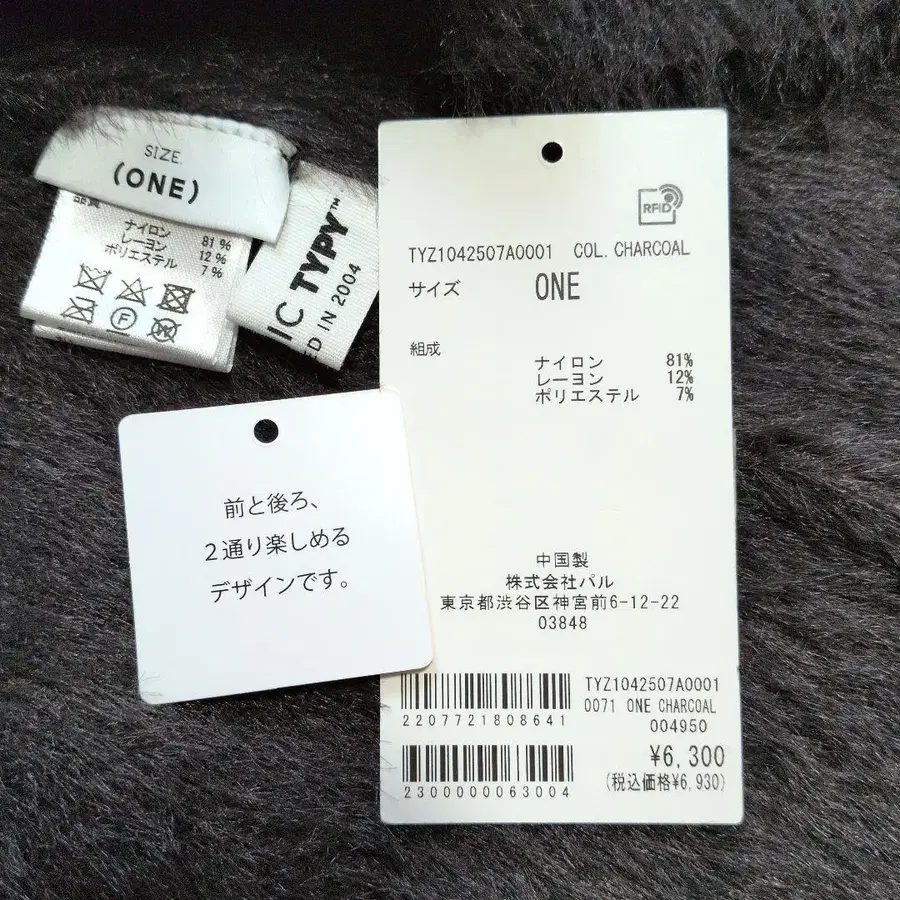 SIZE.
(ONE)
ナイロン 81%
レーヨン 12%
ポリエステル 7%
F
IC TYPY™
ED IN 2004
前と後ろ、
2通り楽しめる
デザインです。
RFID
TYZ1042507A0001 COL. CHARCOAL
サイズ ONE
組成 ナイロン 81%
レーヨン 12%
ポリエステル 7%
中国製
株式会社パル
東京都渋谷区神宮前6-12-22
03848
TYZ1042507A0001
0071 ONE CHARCOAL
004950
2207721808641
¥6,300
(税込価格¥6,930)
2300000063004